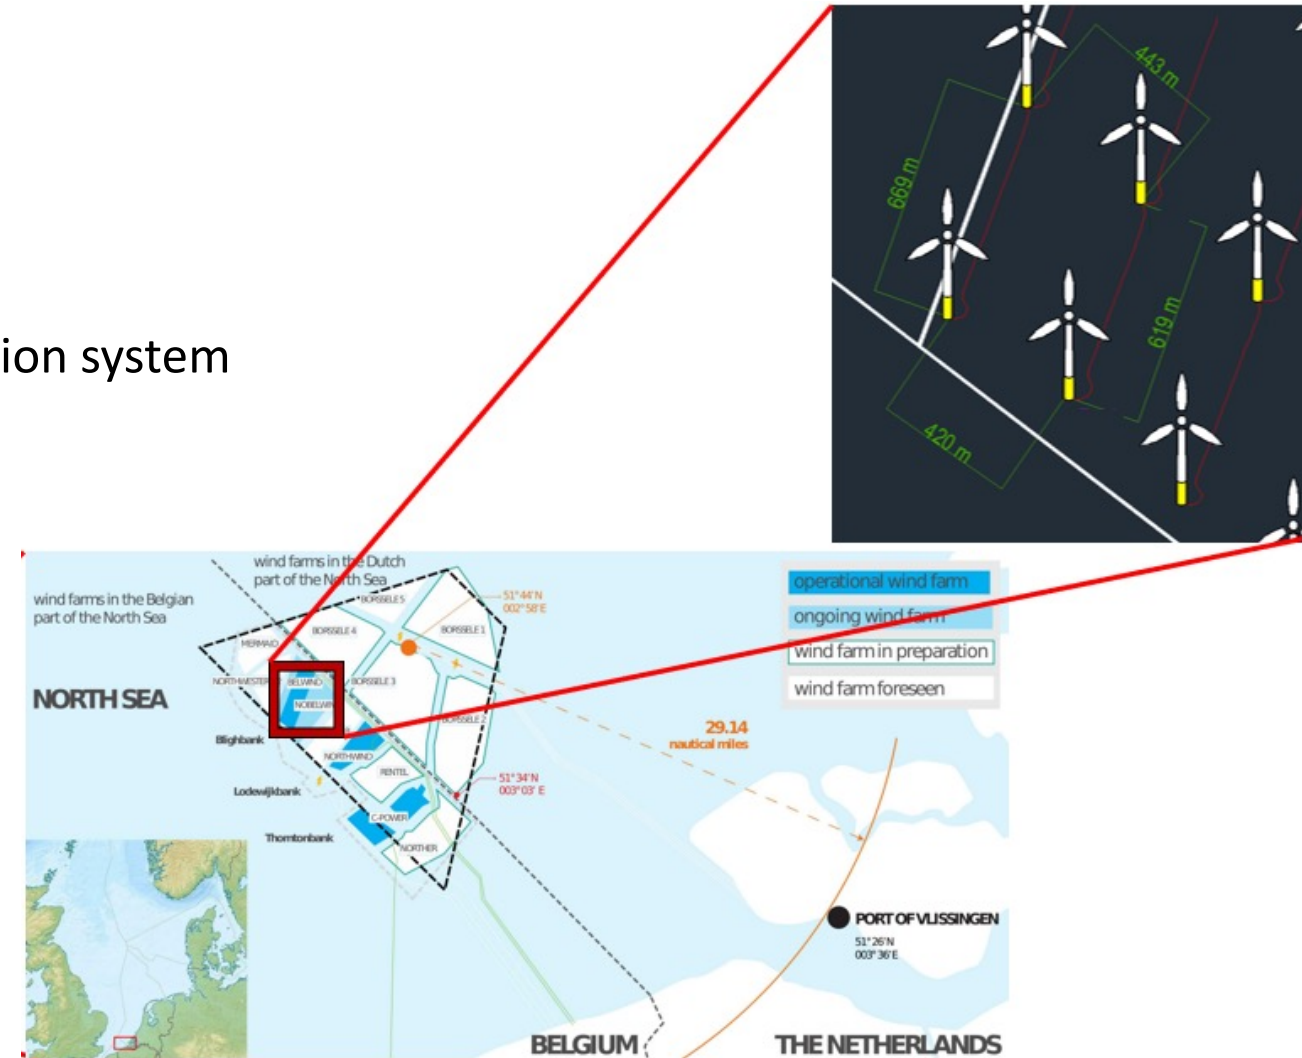 ion system
443 m
669 m
619 m
420 m
wind farms in the Dutch
part of the North Sea
wind farms in the Belgian
part of the North Sea
operational wind farm
ongoing wind farm
wind farm in preparation
wind farm foreseen
BORSSELE 5
51°44'N
002°58'E
BORSSELE 4
BORSSELE 1
MERMAID
NORTHWESTER
BELWIND
BORSSELE 3
NORTH SEA
NOBELWIN
BORSSELE 2
Blighbank
29.14
nautical miles
NORTHWIND
RENTEL
51°34'N
003°03' E
Lodewijkbank
C-POWER
Thorntonbank
NORTHER
PORT OF VLISSINGEN
51°26'N
003°36'E
BELGIUM
THE NETHERLANDS